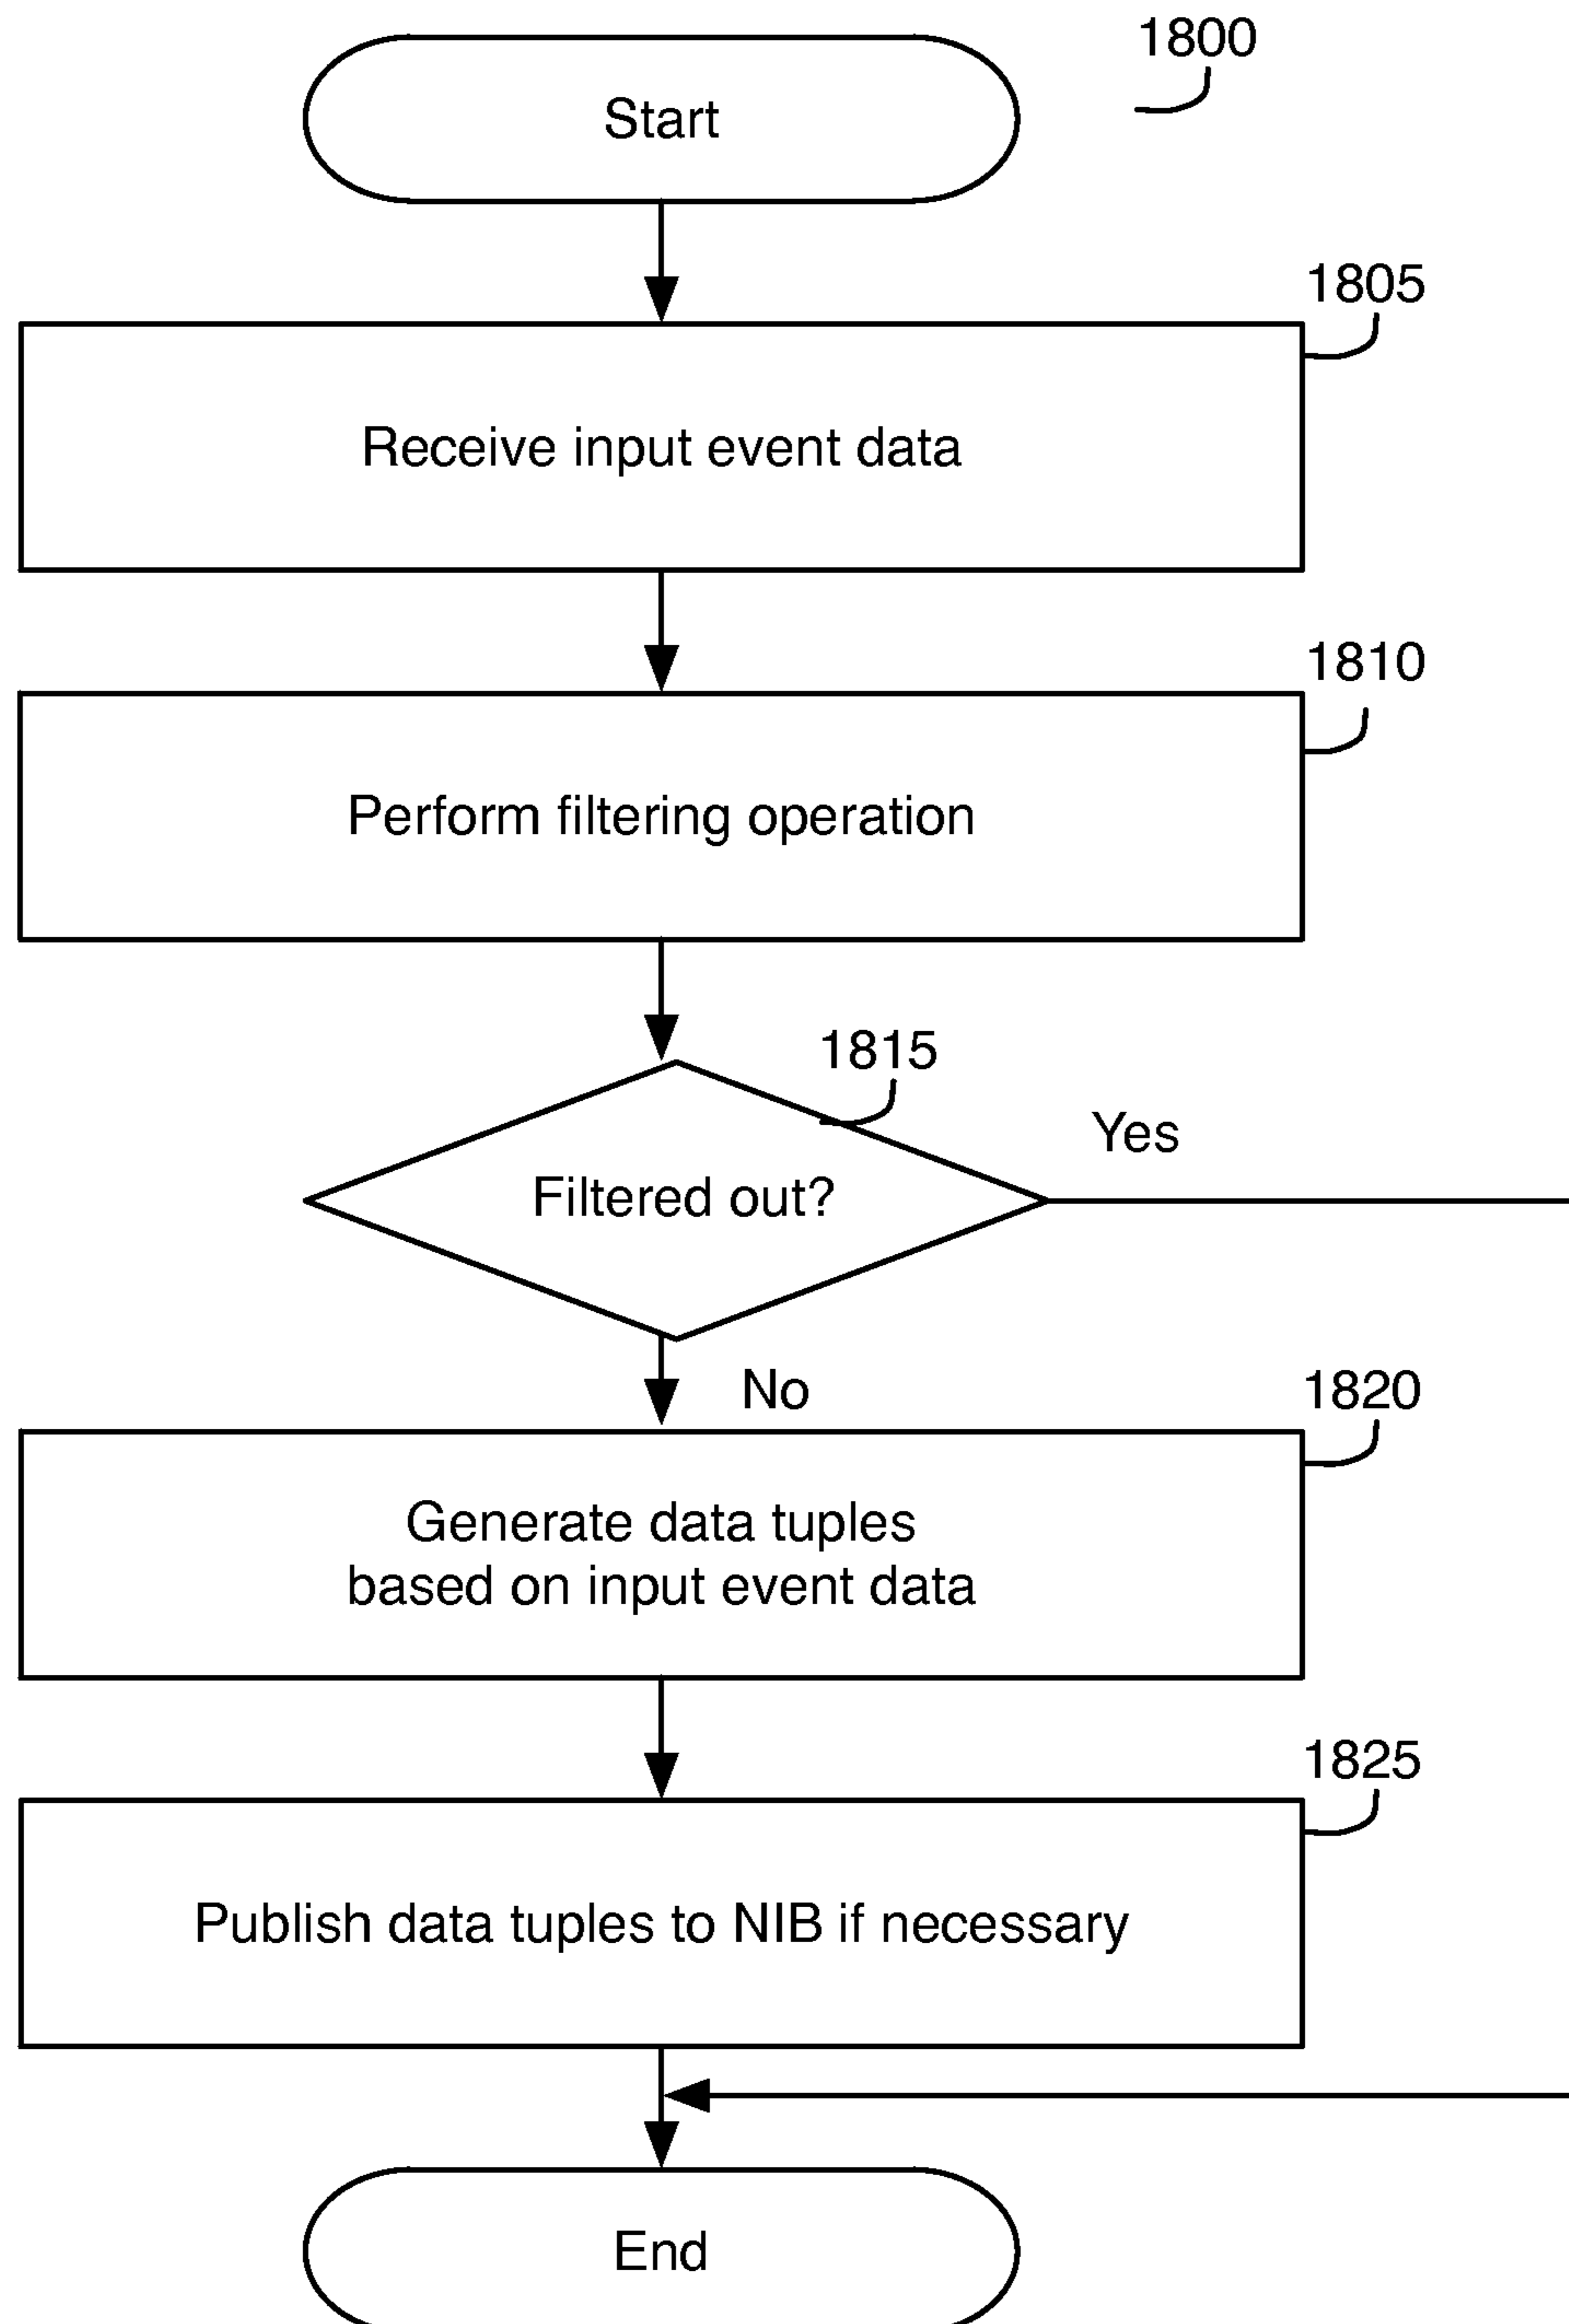 1800
Start
1805
Receive input event data
1810
Perform filtering operation
1815
Yes
Filtered out?
No
1820
Generate data tuples
based on input event data
1825
Publish data tuples to NIB if necessary
End